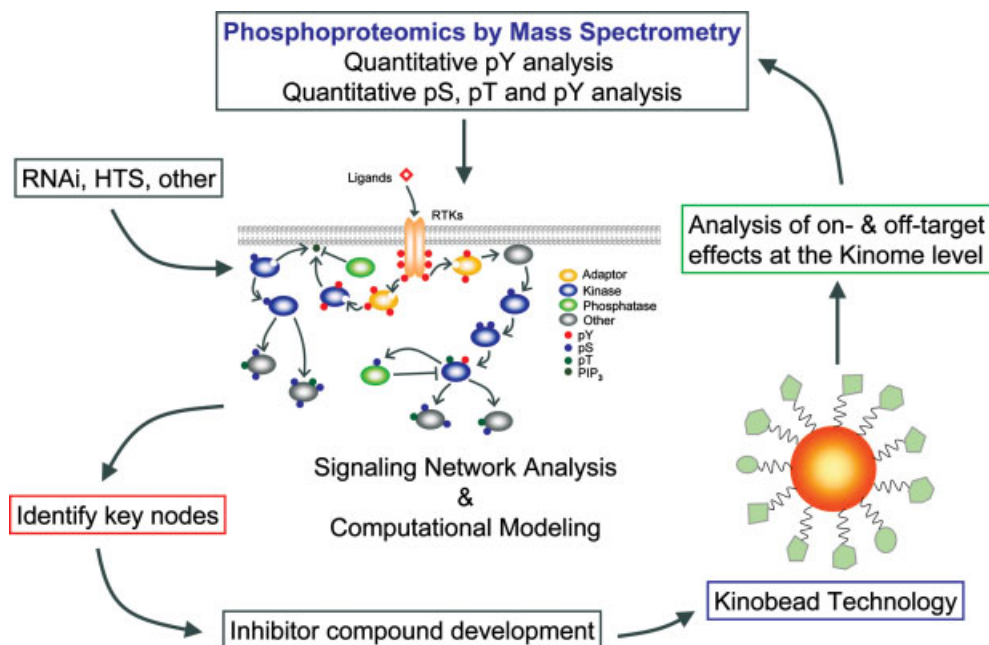 Phosphoproteomics by Mass Spectrometry
Quantitative pY analysis
Quantitative pS, pT and pY analysis
RNAi, HTS, other
Ligands
RTKs
Adaptor
Kinase
Phosphatase
Other
pY
pS
pT
PIP₃
Analysis of on- & off-target
effects at the Kinome level
Signaling Network Analysis
&
Computational Modeling
Identify key nodes
Kinobead Technology
Inhibitor compound development